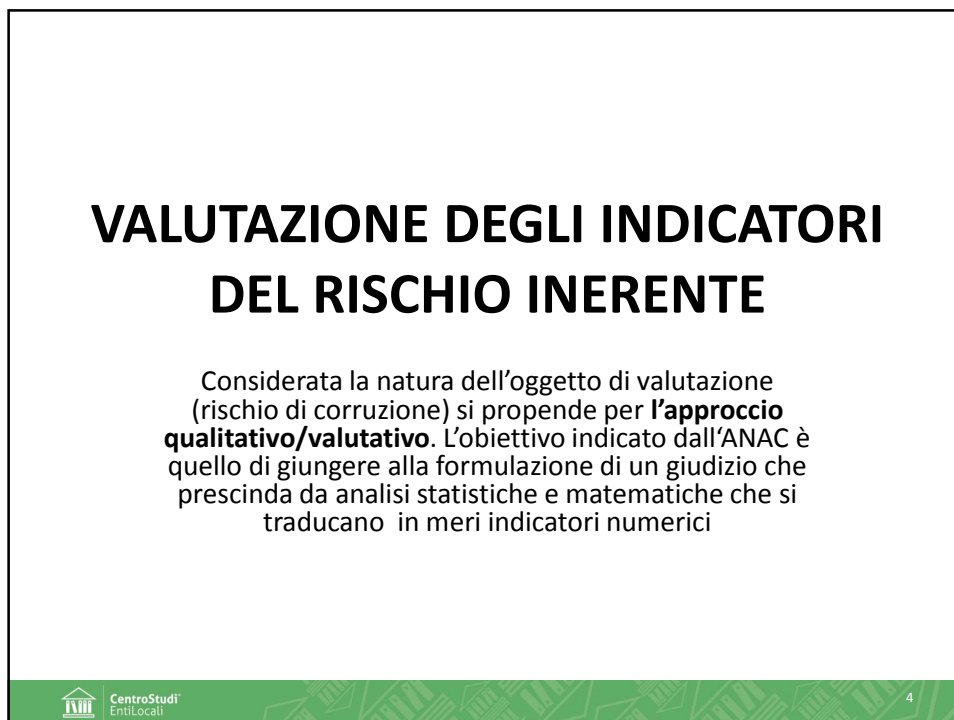 VALUTAZIONE DEGLI INDICATORI
DEL RISCHIO INERENTE
Considerata la natura dell’oggetto di valutazione
(rischio di corruzione) si propende per l’approccio
qualitativo/valutativo. L’obiettivo indicato dall‘ANAC è
quello di giungere alla formulazione di un giudizio che
prescinda da analisi statistiche e matematiche che si
traducano  in meri indicatori numerici
CentroStudi
EntiLocali
4